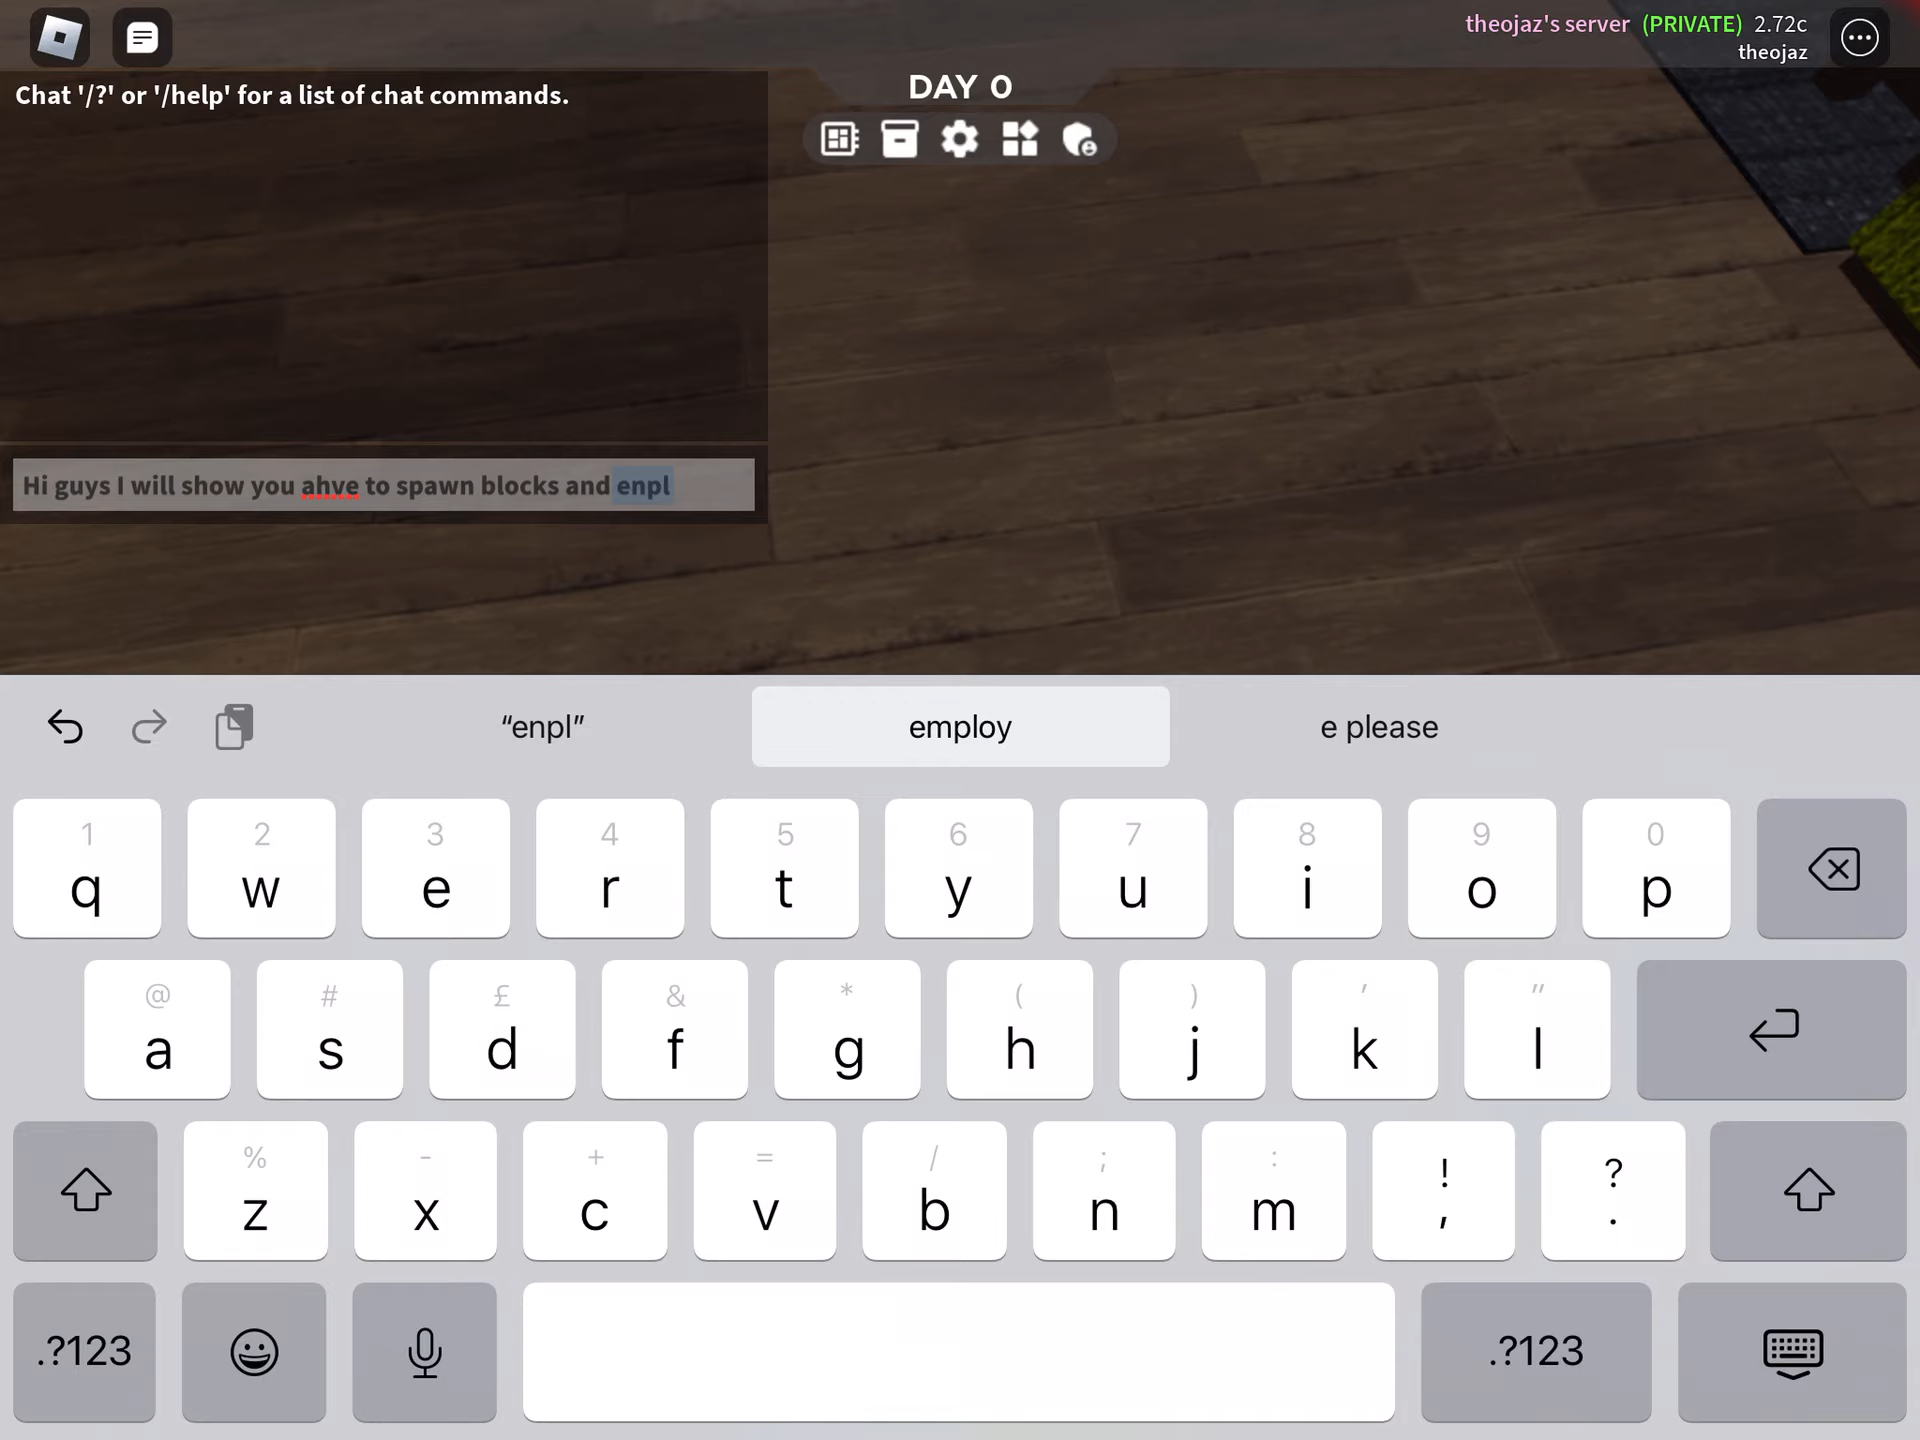 theojaz's server (PRIVATE) 2.72c
theojaz
Chat '/?' or '/help' for a list of chat commands.
DAY 0
Hi guys I will show you ahve to spawn blocks and enpl
“enpl” employ e please
1 2 3 4 5 6 7 8 9 0
q w e r t y u i o p
@ # £ & * ( ) ' "
a s d f g h j k l
% - + = / ; : ! ?
z x c v b n m , .
.?123 .?123